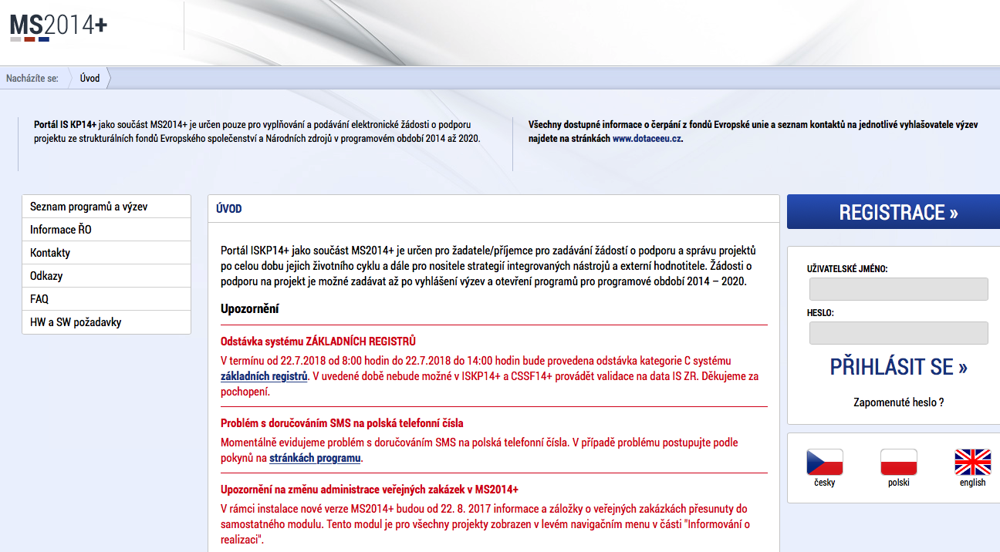 MS2014+
Nacházíte se:
Úvod
Portál IS KP14+ jako součást MS2014+ je určen pouze pro vyplňování a podávání elektronické žádosti o podporu
projektu ze strukturálních fondů Evropského společenství a Národních zdrojů v programovém období 2014 až 2020.
Všechny dostupné informace o čerpání z fondů Evropské unie a seznam kontaktů na jednotlivé vyhlašovatele výzev
najdete na stránkách www.dotaceeu.cz.
Seznam programů a výzev
Informace ŘO
Kontakty
Odkazy
FAQ
HW a SW požadavky
ÚVOD
Portál ISKP14+ jako součást MS2014+ je určen pro žadatele/příjemce pro zadávání žádostí o podporu a správu projektů
po celou dobu jejich životního cyklu a dále pro nositele strategií integrovaných nástrojů a externí hodnotitele. Žádosti o
podporu na projekt je možné zadávat až po vyhlášení výzev a otevření programů pro programové období 2014 – 2020.
Upozornění
Odstávka systému ZÁKLADNÍCH REGISTRŮ
V termínu od 22.7.2018 od 8:00 hodin do 22.7.2018 do 14:00 hodin bude provedena odstávka kategorie C systému
základních registrů. V uvedené době nebude možné v ISKP14+ a CSSF14+ provádět validace na data IS ZR. Děkujeme za
pochopení.
Problém s doručováním SMS na polská telefonní čísla
Momentálně evidujeme problém s doručováním SMS na polská telefonní čísla. V případě problému postupujte podle
pokynů na stránkách programu.
Upozornění na změnu administrace veřejných zakázek v MS2014+
V rámci instalace nové verze MS2014+ budou od 22. 8. 2017 informace a záložky o veřejných zakázkách přesunuty do
samostatného modulu. Tento modul je pro všechny projekty zobrazen v levém navigačním menu v části "Informování o
realizaci".
REGISTRACE »
UŽIVATELSKÉ JMÉNO:
HESLO:
PŘIHLÁSIT SE »
Zapomenuté heslo ?
česky
polski
english